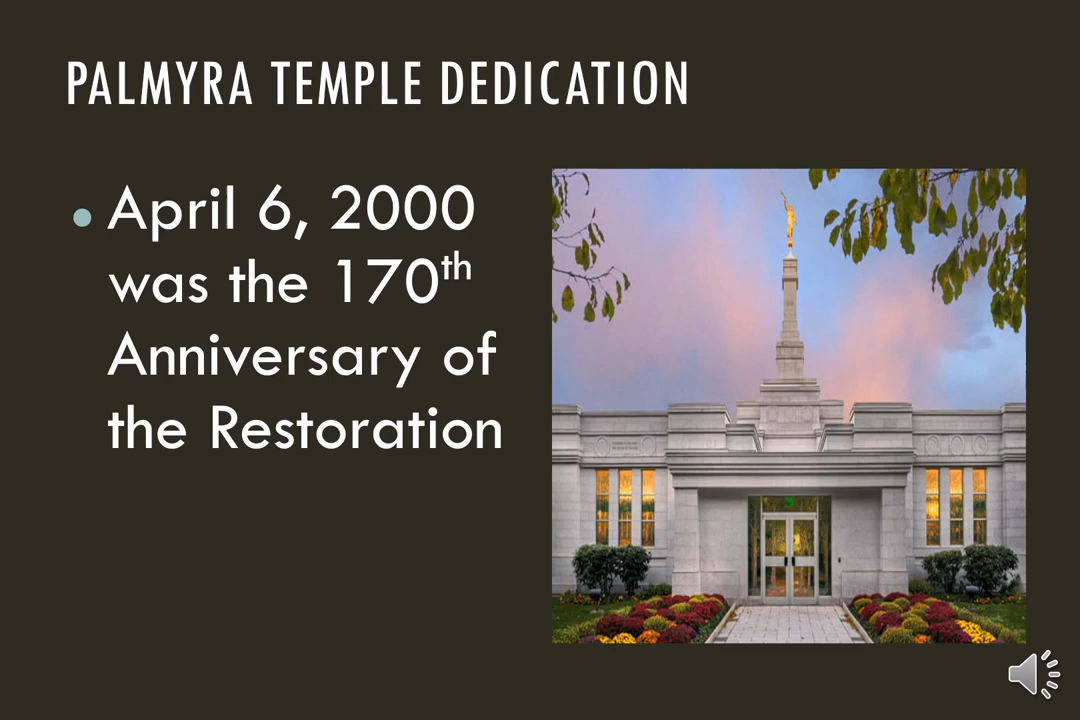 PALMYRA TEMPLE DEDICATION
April 6, 2000
was the 170th
Anniversary of
the Restoration